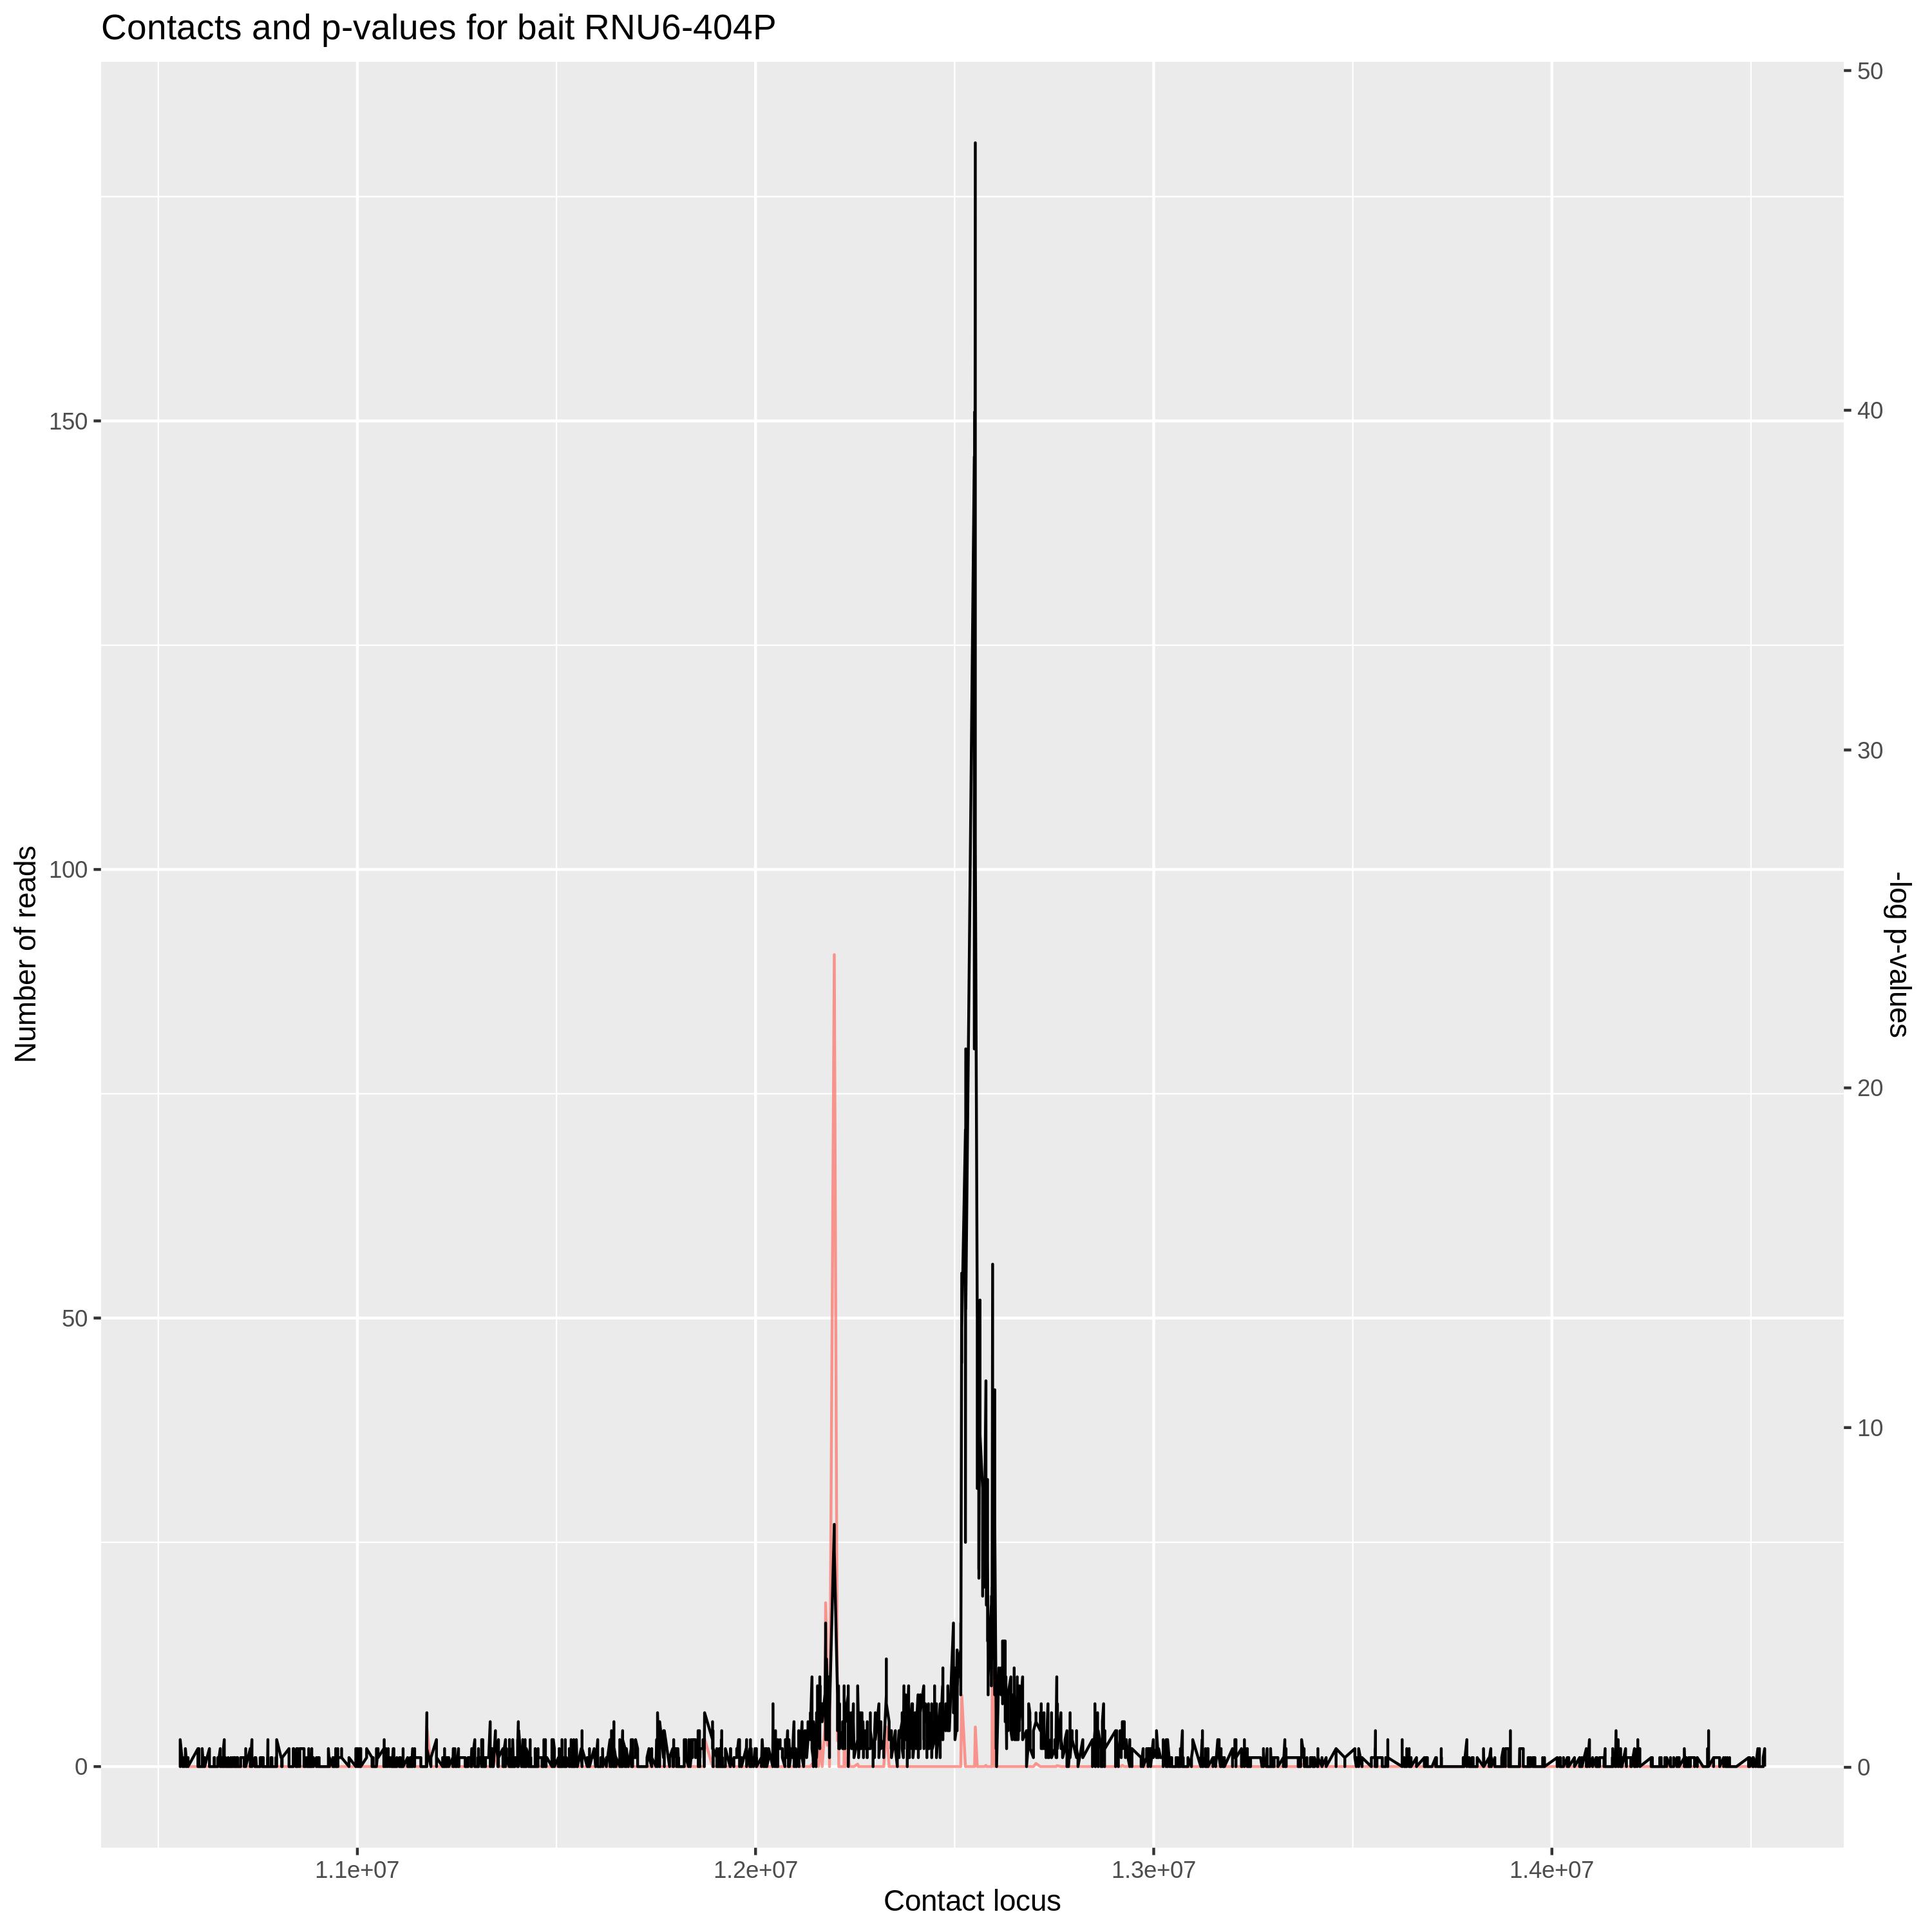 Contacts and p-values for bait RNU6-404P
50
150
40
30
100
Number of reads
-log p-values
20
50
10
0
0
1.1e+07
1.2e+07
1.3e+07
1.4e+07
Contact locus